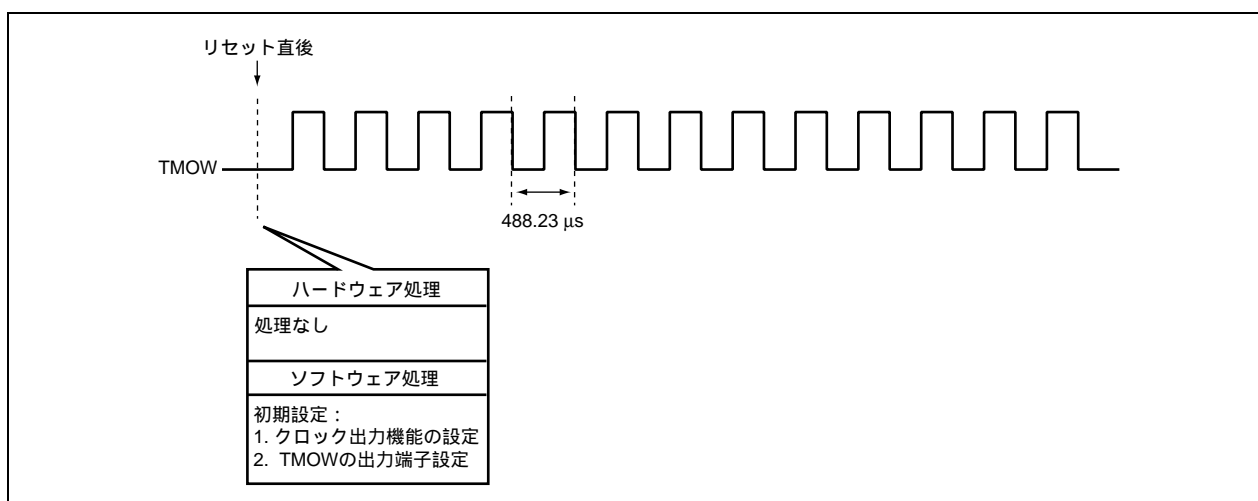 リセット直後
TMOW
488.23 μs
ハードウェア処理
処理なし
ソフトウェア処理
初期設定：
1. クロック出力機能の設定
2. TMOWの出力端子設定